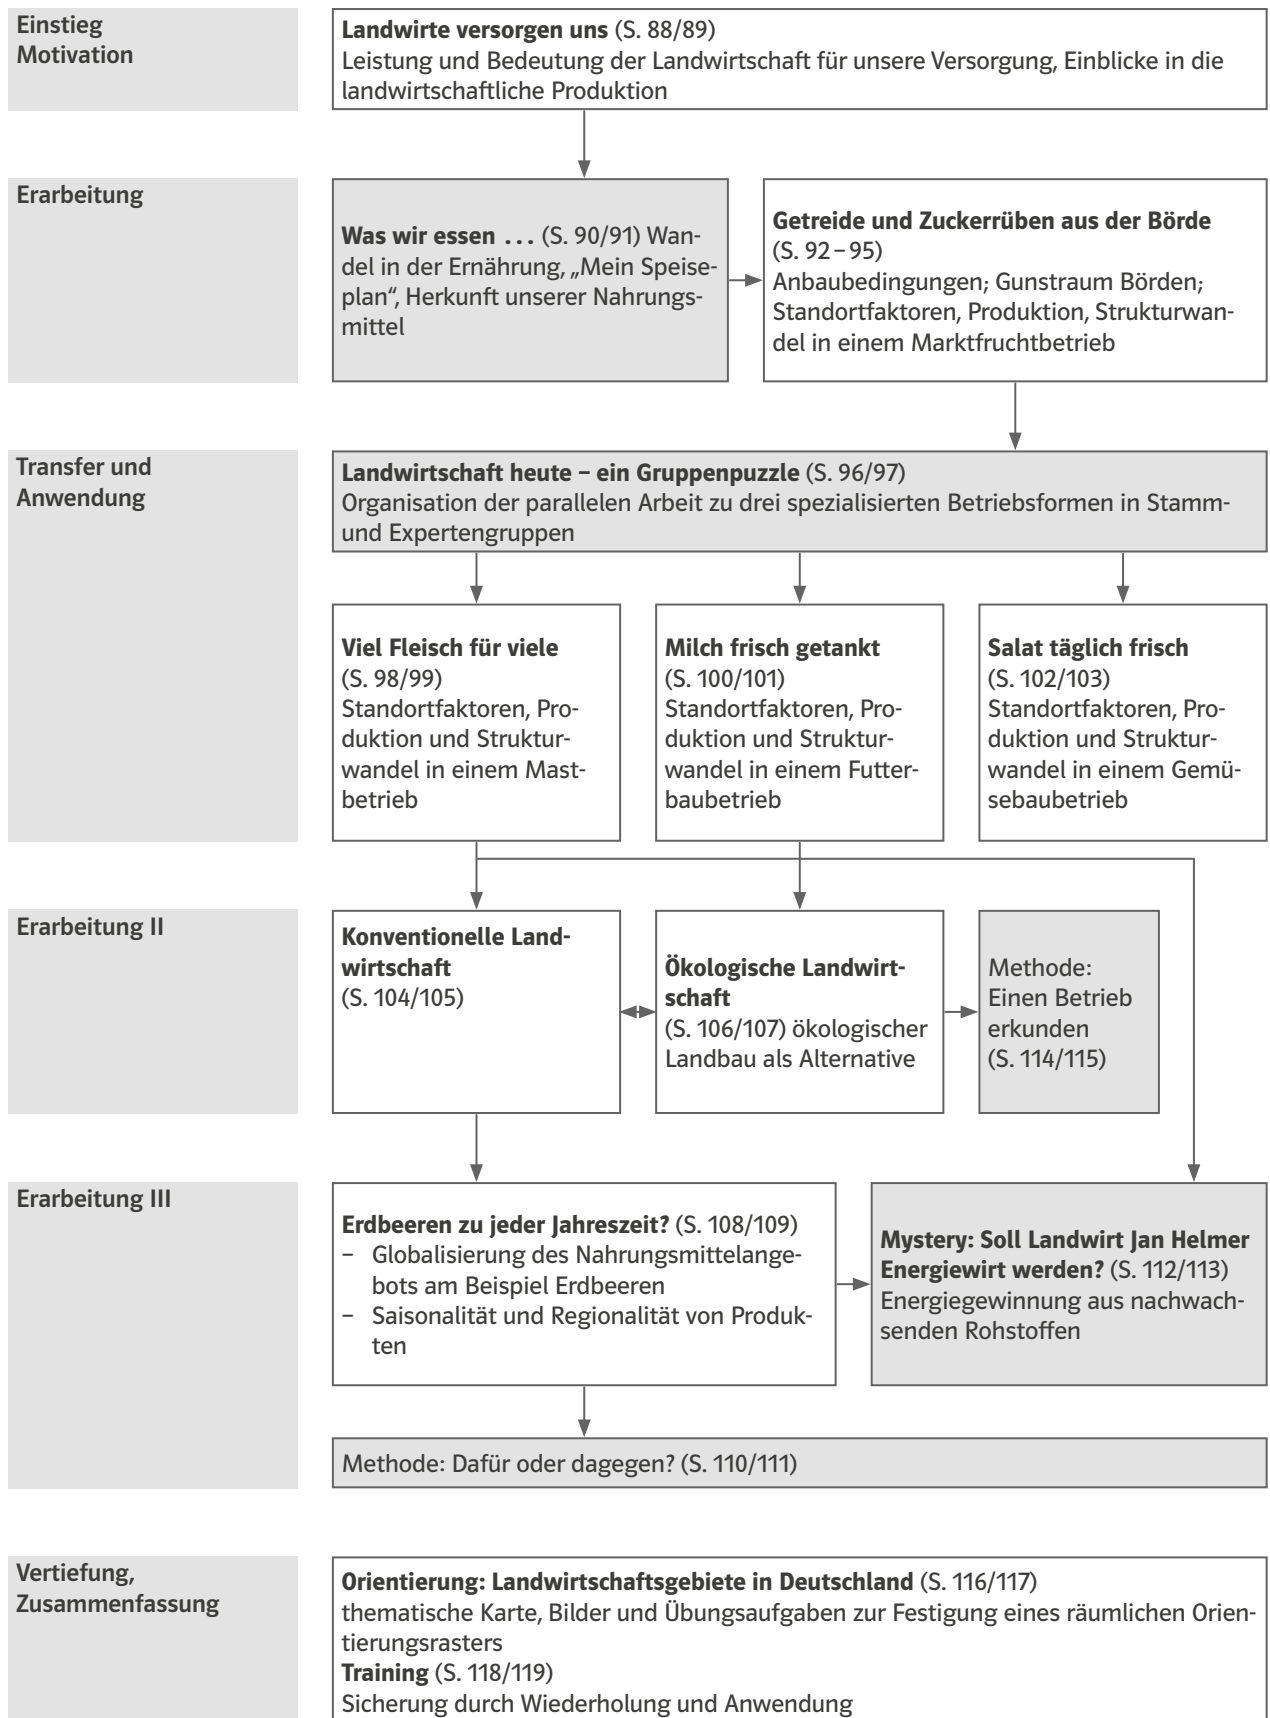 Einstieg
Motivation
Landwirte versorgen uns (S. 88/89)
Leistung und Bedeutung der Landwirtschaft für unsere Versorgung, Einblicke in die
landwirtschaftliche Produktion
Erarbeitung
Was wir essen ... (S. 90/91) Wan-
del in der Ernährung, „Mein Speise-
plan“, Herkunft unserer Nahrungs-
mittel
Getreide und Zuckerrüben aus der Börde
(S. 92 – 95)
Anbaubedingungen; Gunstraum Börden;
Standortfaktoren, Produktion, Strukturwan-
del in einem Marktfruchtbetrieb
Transfer und
Anwendung
Landwirtschaft heute – ein Gruppenpuzzle (S. 96/97)
Organisation der parallelen Arbeit zu drei spezialisierten Betriebsformen in Stamm-
und Expertengruppen
Viel Fleisch für viele
(S. 98/99)
Standortfaktoren, Pro-
duktion und Struktur-
wandel in einem Mast-
betrieb
Milch frisch getankt
(S. 100/101)
Standortfaktoren, Pro-
duktion und Struktur-
wandel in einem Futter-
baubetrieb
Salat täglich frisch
(S. 102/103)
Standortfaktoren, Pro-
duktion und Struktur-
wandel in einem Gemü-
sebaubetrieb
Erarbeitung II
Konventionelle Land-
wirtschaft
(S. 104/105)
Ökologische Landwirt-
schaft
(S. 106/107) ökologischer
Landbau als Alternative
Methode:
Einen Betrieb
erkunden
(S. 114/115)
Erarbeitung III
Erdbeeren zu jeder Jahreszeit? (S. 108/109)
– Globalisierung des Nahrungsmittelange-
bots am Beispiel Erdbeeren
– Saisonalität und Regionalität von Produk-
ten
Mystery: Soll Landwirt Jan Helmer
Energiewirt werden? (S. 112/113)
Energiegewinnung aus nachwach-
senden Rohstoffen
Methode: Dafür oder dagegen? (S. 110/111)
Vertiefung,
Zusammenfassung
Orientierung: Landwirtschaftsgebiete in Deutschland (S. 116/117)
thematische Karte, Bilder und Übungsaufgaben zur Festigung eines räumlichen Orien-
tierungsrasters
Training (S. 118/119)
Sicherung durch Wiederholung und Anwendung